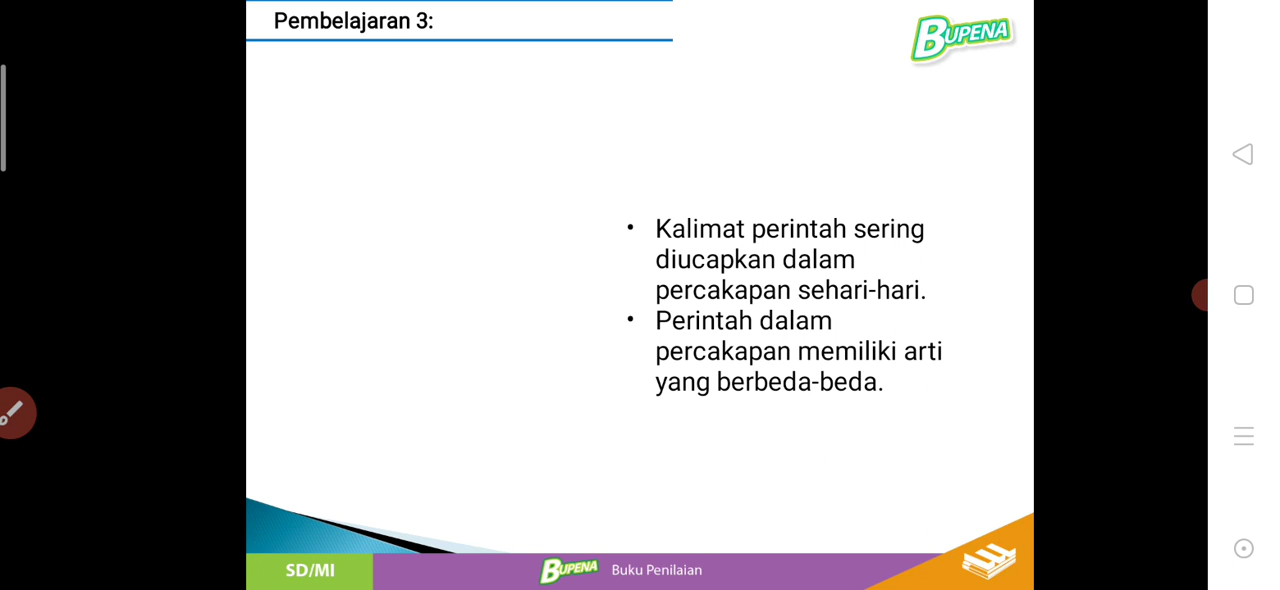 Pembelajaran 3:
BUPENA
• Kalimat perintah sering
diucapkan dalam
percakapan sehari-hari.
• Perintah dalam
percakapan memiliki arti
yang berbeda-beda.
SD/MI
BUPENA Buku Penilaian